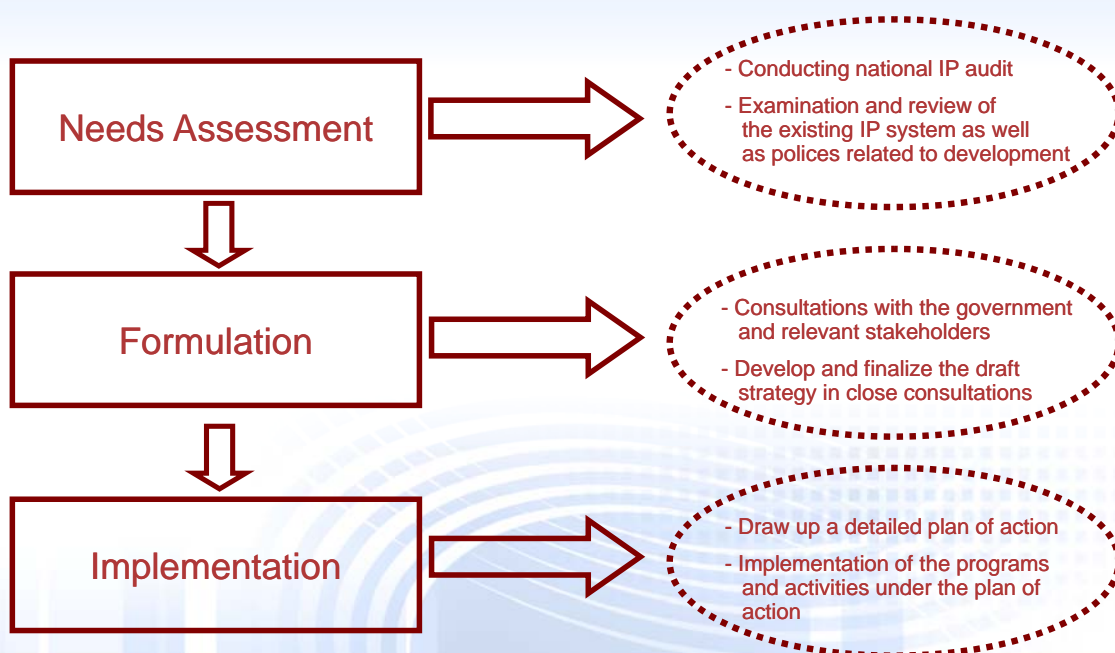 Needs Assessment
- Conducting national IP audit
- Examination and review of
the existing IP system as well
as polices related to development
Formulation
- Consultations with the government
and relevant stakeholders
- Develop and finalize the draft
strategy in close consultations
Implementation
- Draw up a detailed plan of action
- Implementation of the programs
and activities under the plan of
action